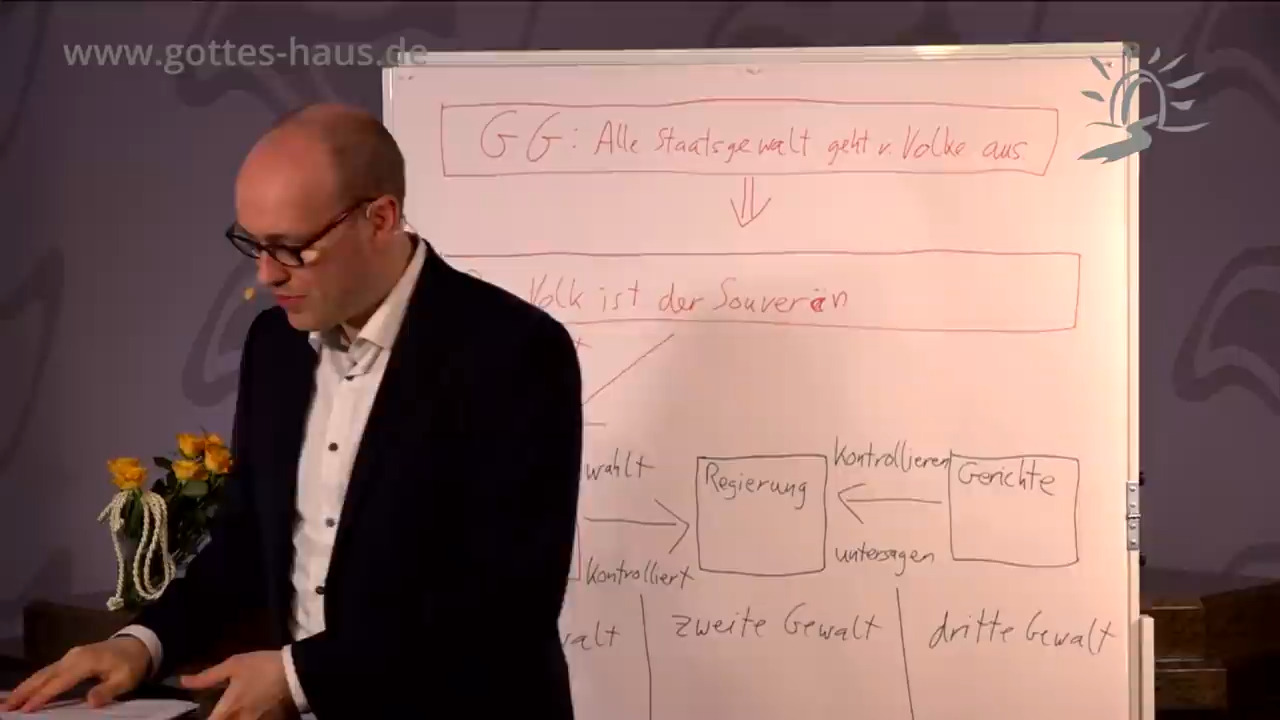 www.gottes-haus.de
GG: Alle Staatsgewalt geht v. Volke aus
Volk ist der Souverän
wählt
Regierung
kontrollieren
Gerichte
untersagen
kontrolliert
zweite Gewalt
dritte Gewalt